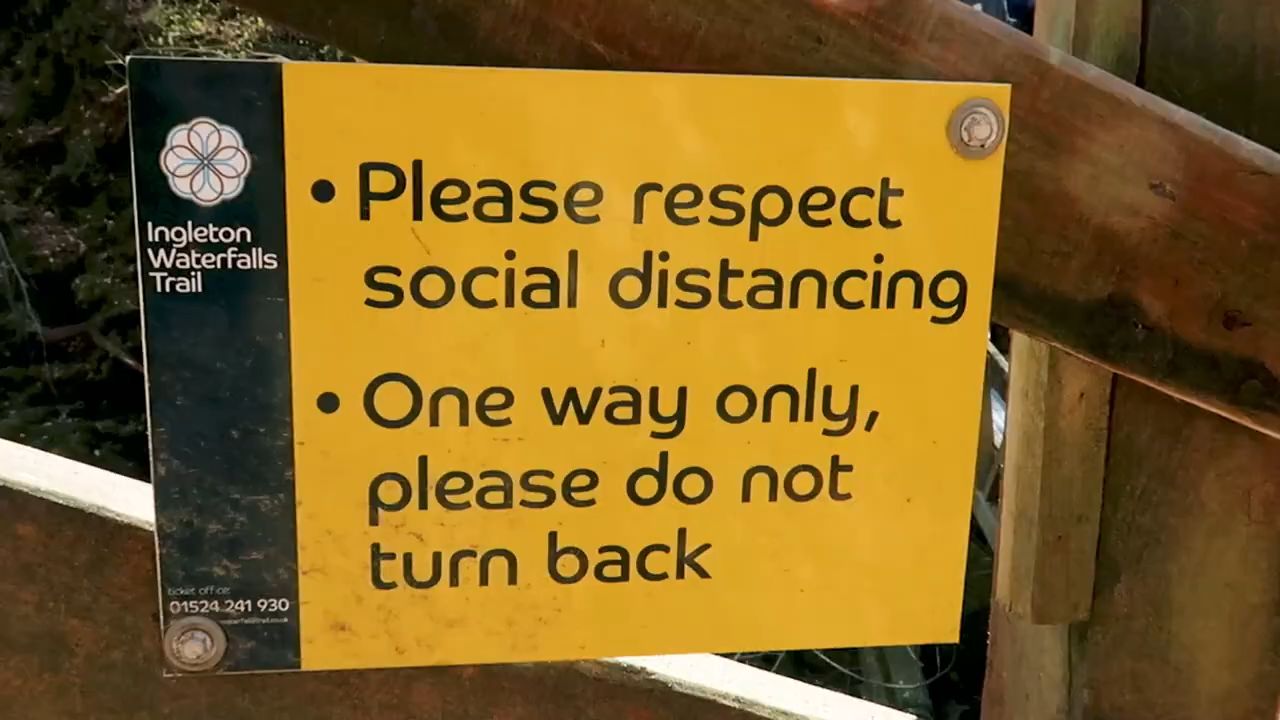 Ingleton
Waterfalls
Trail
• Please respect
social distancing
• One way only,
please do not
turn back
ticket office:
01524 241 930